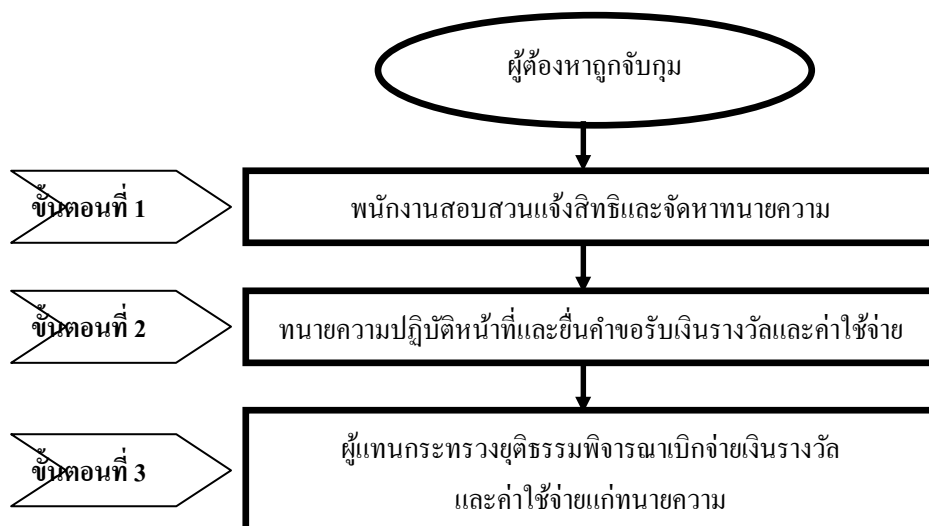 ผู้ต้องหาถูกจับกุม
ขั้นตอนที่ 1
พนักงานสอบสวนแจ้งสิทธิและจัดหาทนายความ
ขั้นตอนที่ 2
ทนายความปฏิบัติหน้าที่และยื่นคำขอรับเงินรางวัลและค่าใช้จ่าย
ขั้นตอนที่ 3
ผู้แทนกระทรวงยุติธรรมพิจารณาเบิกจ่ายเงินรางวัล
และค่าใช้จ่ายแก่ทนายความ